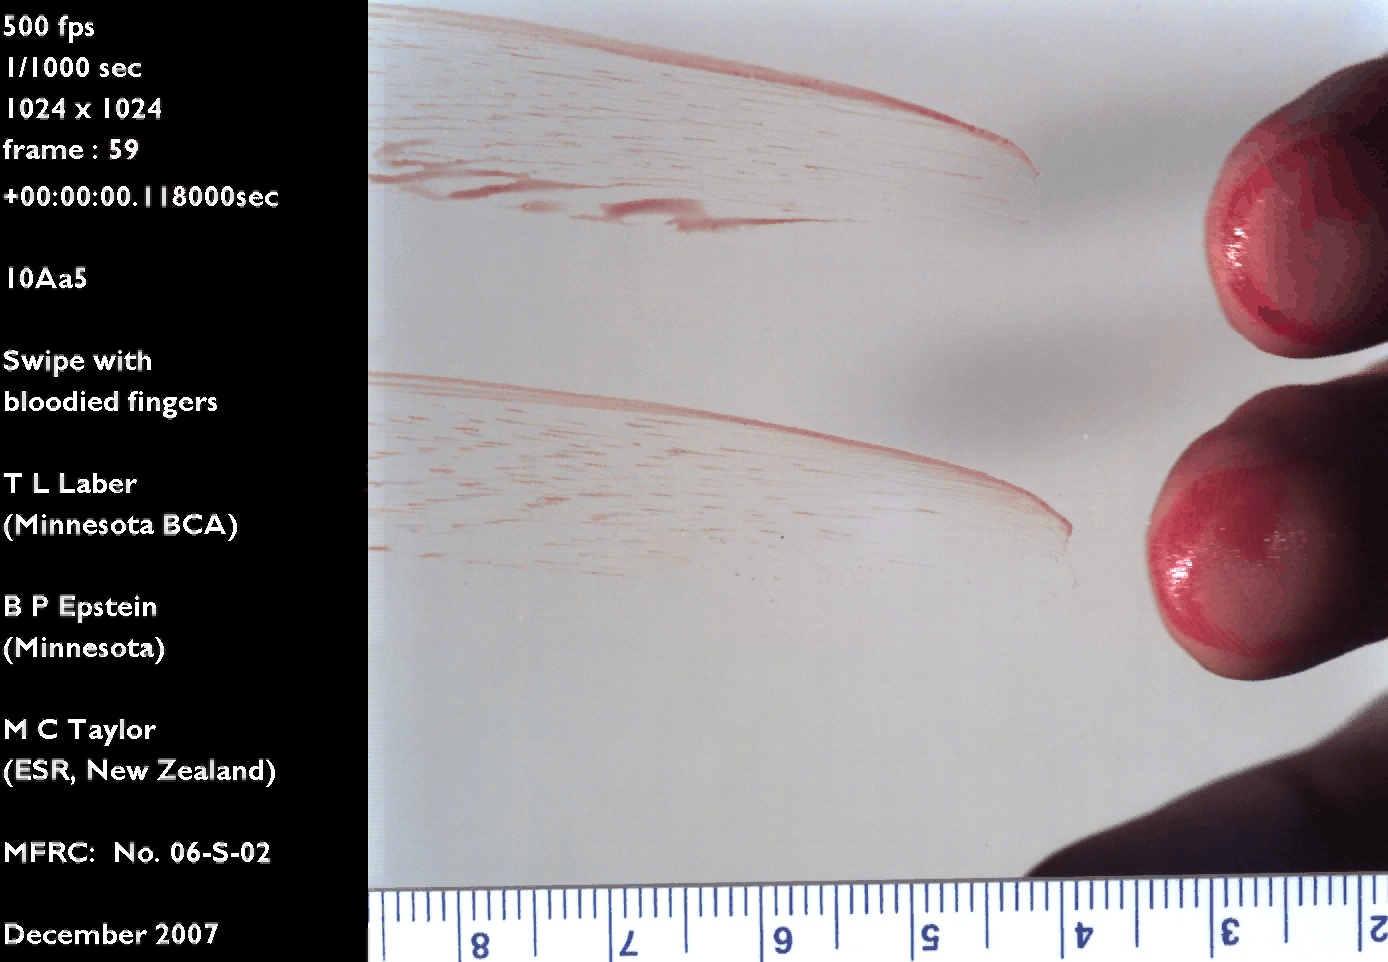 500 fps
1/1000 sec
1024 x 1024
frame : 59
+00:00:00.118000sec
10Aa5
Swipe with
bloodied fingers
T L Laber
(Minnesota BCA)
B P Epstein
(Minnesota)
M C Taylor
(ESR, New Zealand)
MFRC:  No. 06-S-02
December 2007
8 7 6 5 4 3 2